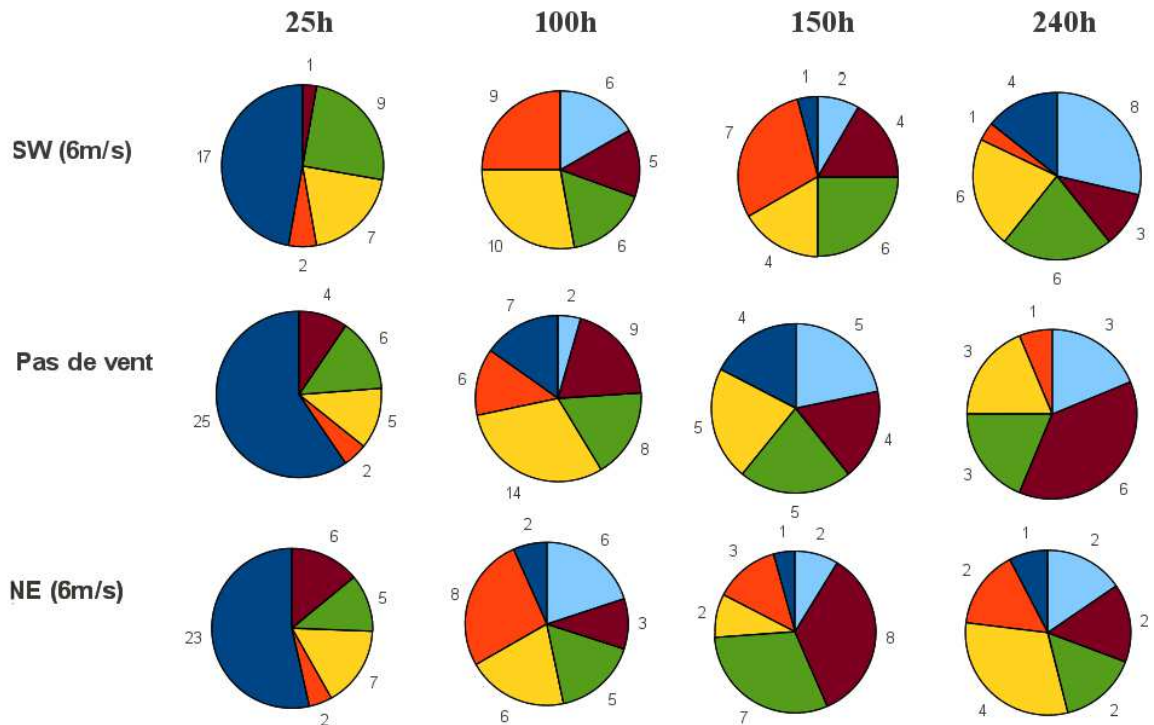 25h 100h 150h 240h
1 6 1 2 4 8
9 9 7 4 1
SW (6m/s) 17 5 6 3
7 10 6 4 6 6
2
4 7 2 9 4 5 1 3
Pas de vent 6 6 3
25 5 8 5 4
2 14 5 3 6
6 2 6 3 1 2 1 2
NE (6m/s) 5 8 3 2 2 2
23 7 5 8
2 6 7 4 2